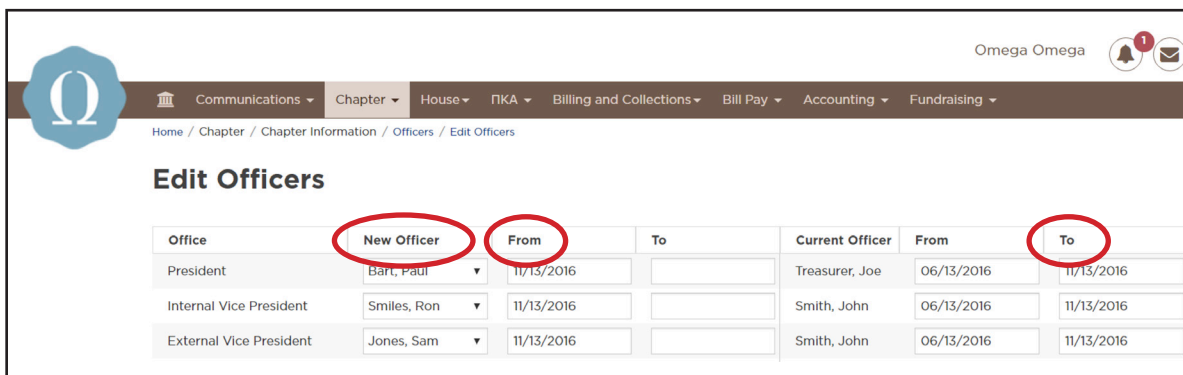 Omega Omega 1
Ω
Communications Chapter House ΠΚΑ Billing and Collections Bill Pay Accounting Fundraising
Home / Chapter / Chapter Information / Officers / Edit Officers
Edit Officers
Office New Officer From To Current Officer From To
President Bart, Paul 11/13/2016 Treasurer, Joe 06/13/2016 11/13/2016
Internal Vice President Smiles, Ron 11/13/2016 Smith, John 06/13/2016 11/13/2016
External Vice President Jones, Sam 11/13/2016 Smith, John 06/13/2016 11/13/2016